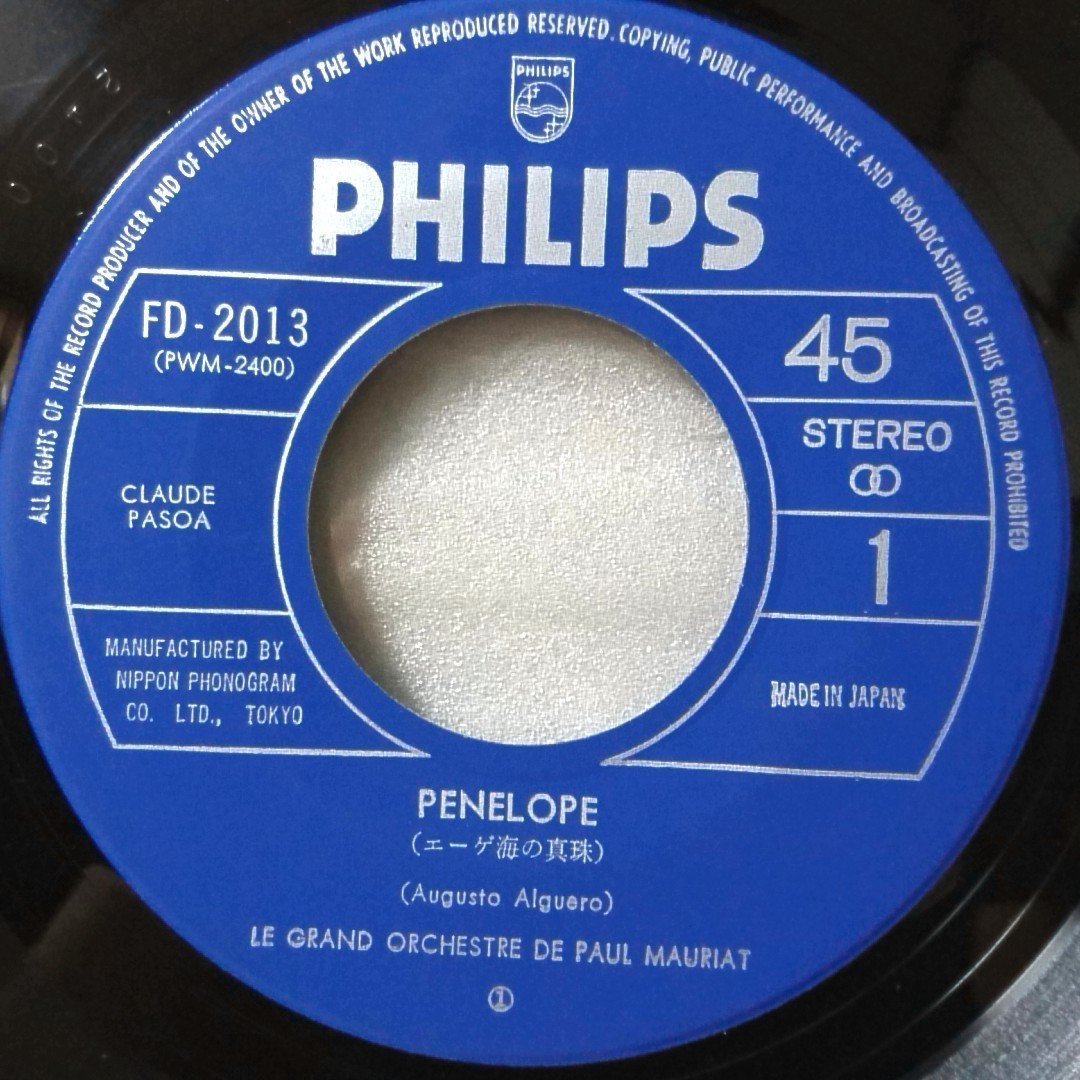 ALL RIGHTS OF THE RECORD PRODUCER AND OF THE OWNER OF THE WORK REPRODUCED RESERVED. COPYING, PUBLIC PERFORMANCE AND BROADCASTING OF THIS RECORD PROHIBITED
PHILIPS
PHILIPS
FD-2013
(PWM-2400)
45
STEREO
CLAUDE
PASOA
1
MANUFACTURED BY
NIPPON PHONOGRAM
CO. LTD., TOKYO
MADE IN JAPAN
PENELOPE
(エーゲ海の真珠)
(Augusto Alguero)
LE GRAND ORCHESTRE DE PAUL MAURIAT
①